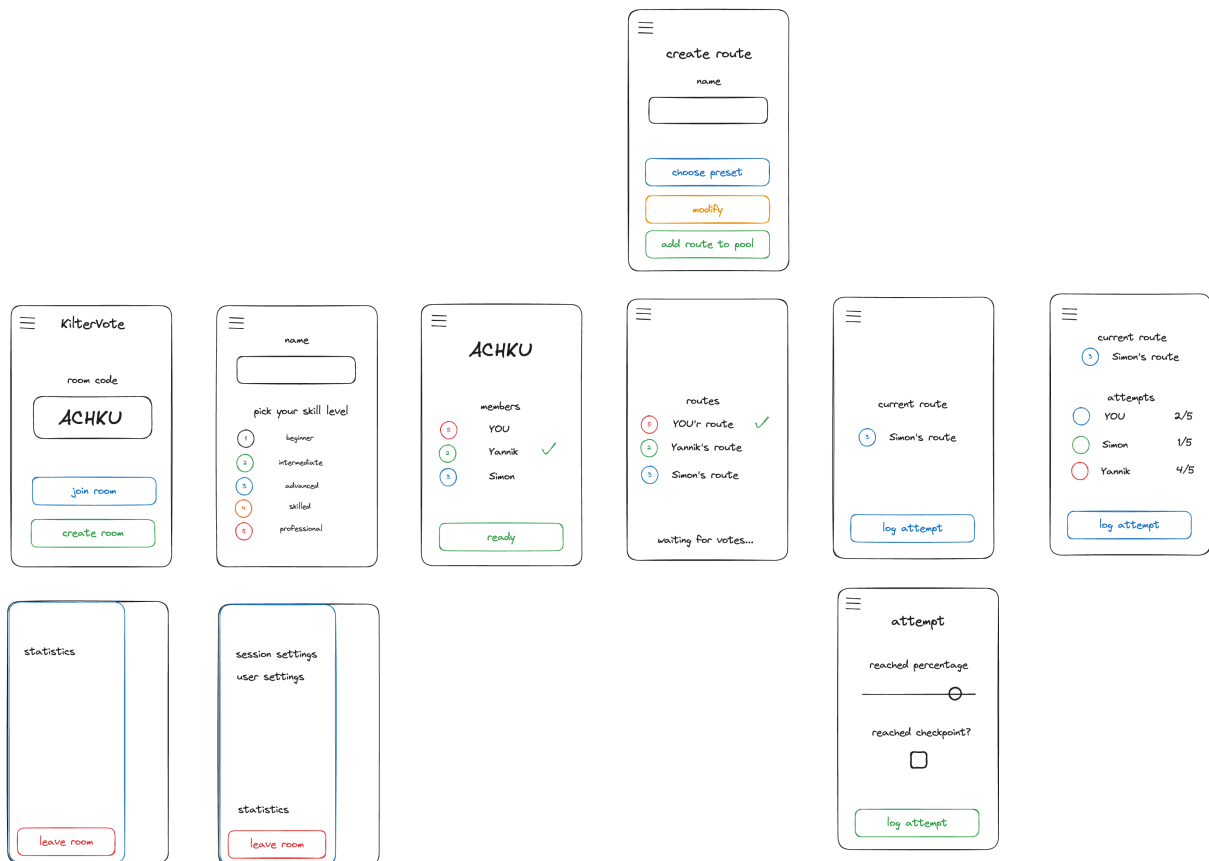 create route
name
choose preset
modify
add route to pool
KilterVote
room code
ACHKU
join room
create room
name
pick your skill level
1 beginner
2 intermediate
3 advanced
4 skilled
5 professional
ACHKU
members
5 YOU
2 Yannik
3 Simon
ready
routes
5 YOU'r route
2 Yannik's route
3 Simon's route
waiting for votes...
current route
3 Simon's route
log attempt
current route
3 Simon's route
attempts
YOU 2/5
Simon 1/5
Yannik 4/5
log attempt
statistics
leave room
session settings
user settings
statistics
leave room
attempt
reached percentage
reached checkpoint?
log attempt